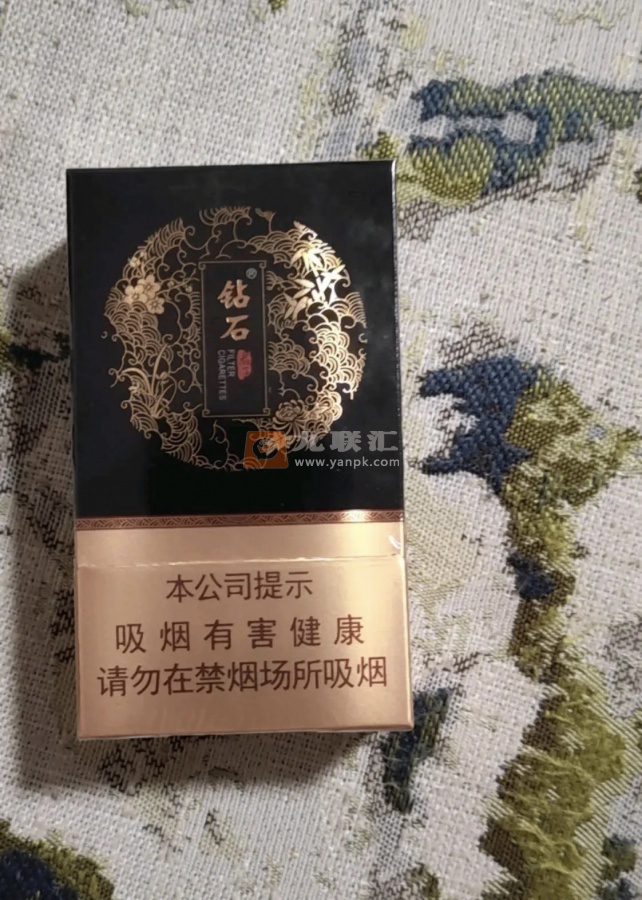 钻石
®
FILTER
CIGARETTES
联汇
www.yanpk.com
本公司提示
吸烟有害健康
请勿在禁烟场所吸烟